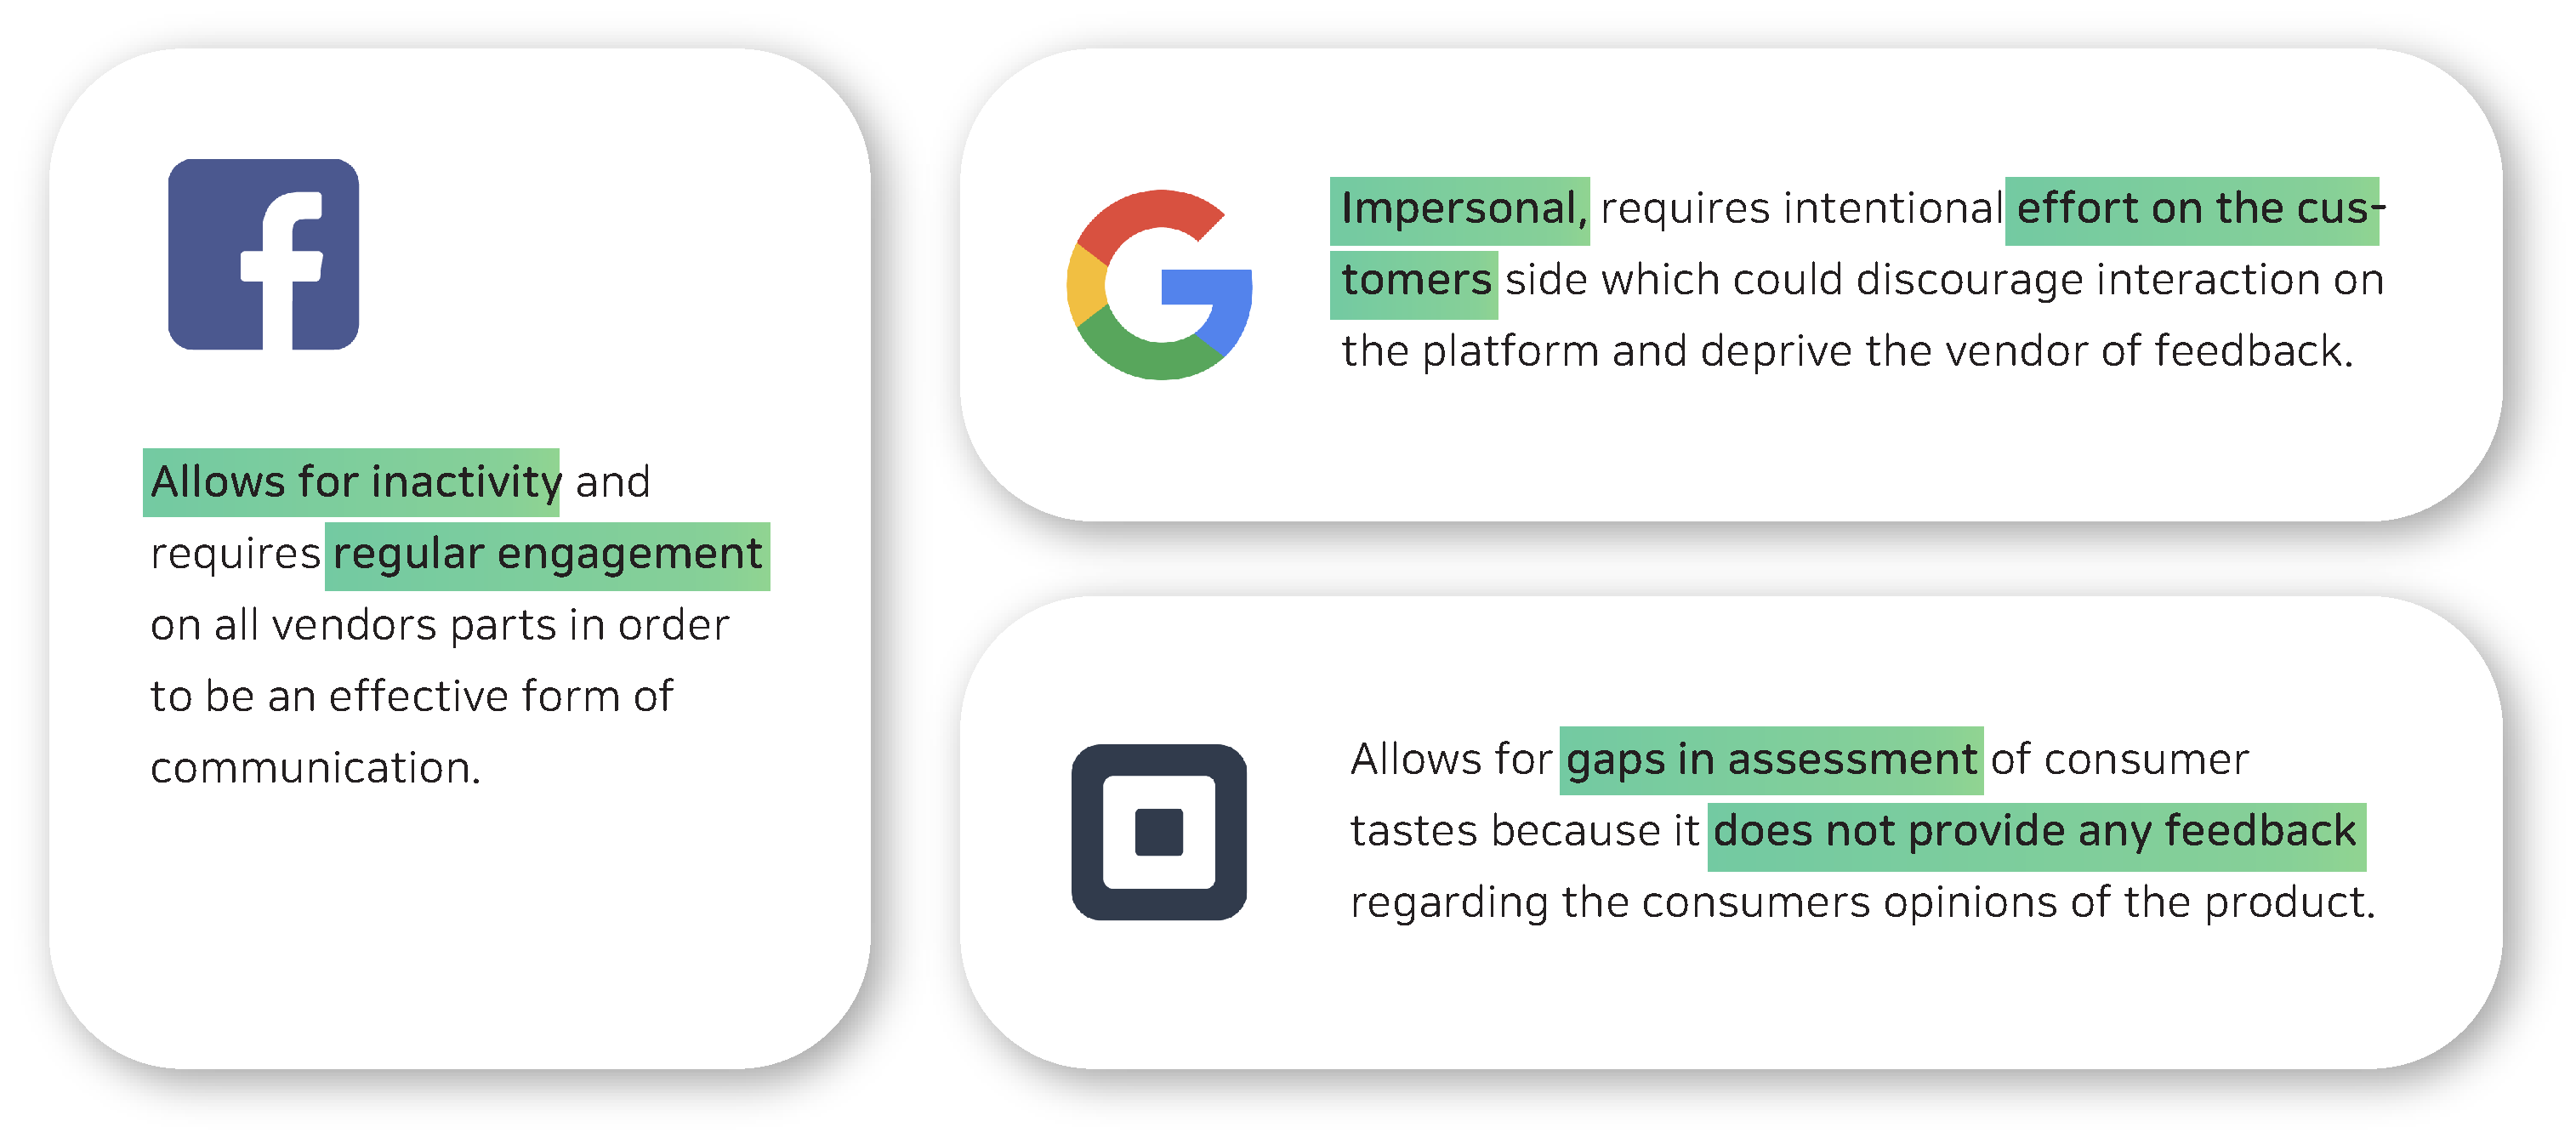 Allows for inactivity and
requires regular engagement
on all vendors parts in order
to be an effective form of
communication.
Impersonal, requires intentional effort on the cus-
tomers side which could discourage interaction on
the platform and deprive the vendor of feedback.
Allows for gaps in assessment of consumer
tastes because it does not provide any feedback
regarding the consumers opinions of the product.